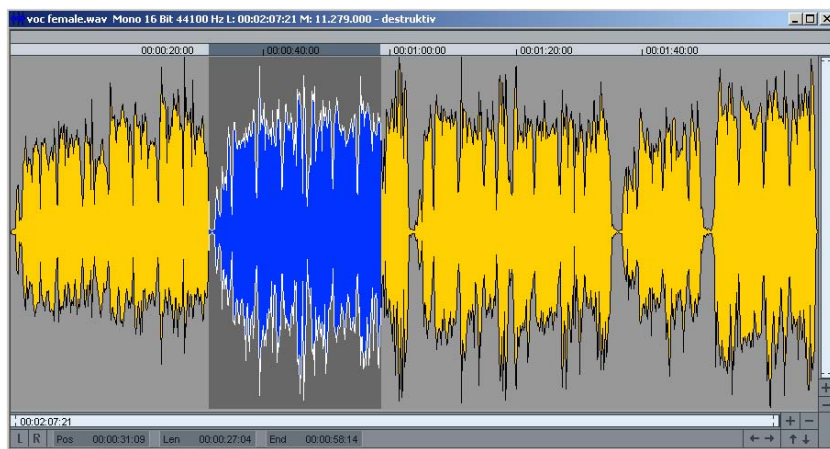 voc female.wav Mono 16 Bit 44100 Hz L: 00:02:07:21 M: 11.279.000 - destruktiv
00:00:20:00 00:00:40:00 00:01:00:00 00:01:20:00 00:01:40:00
00:02:07:21
L R Pos 00:00:31:09 Len 00:00:27:04 End 00:00:58:14